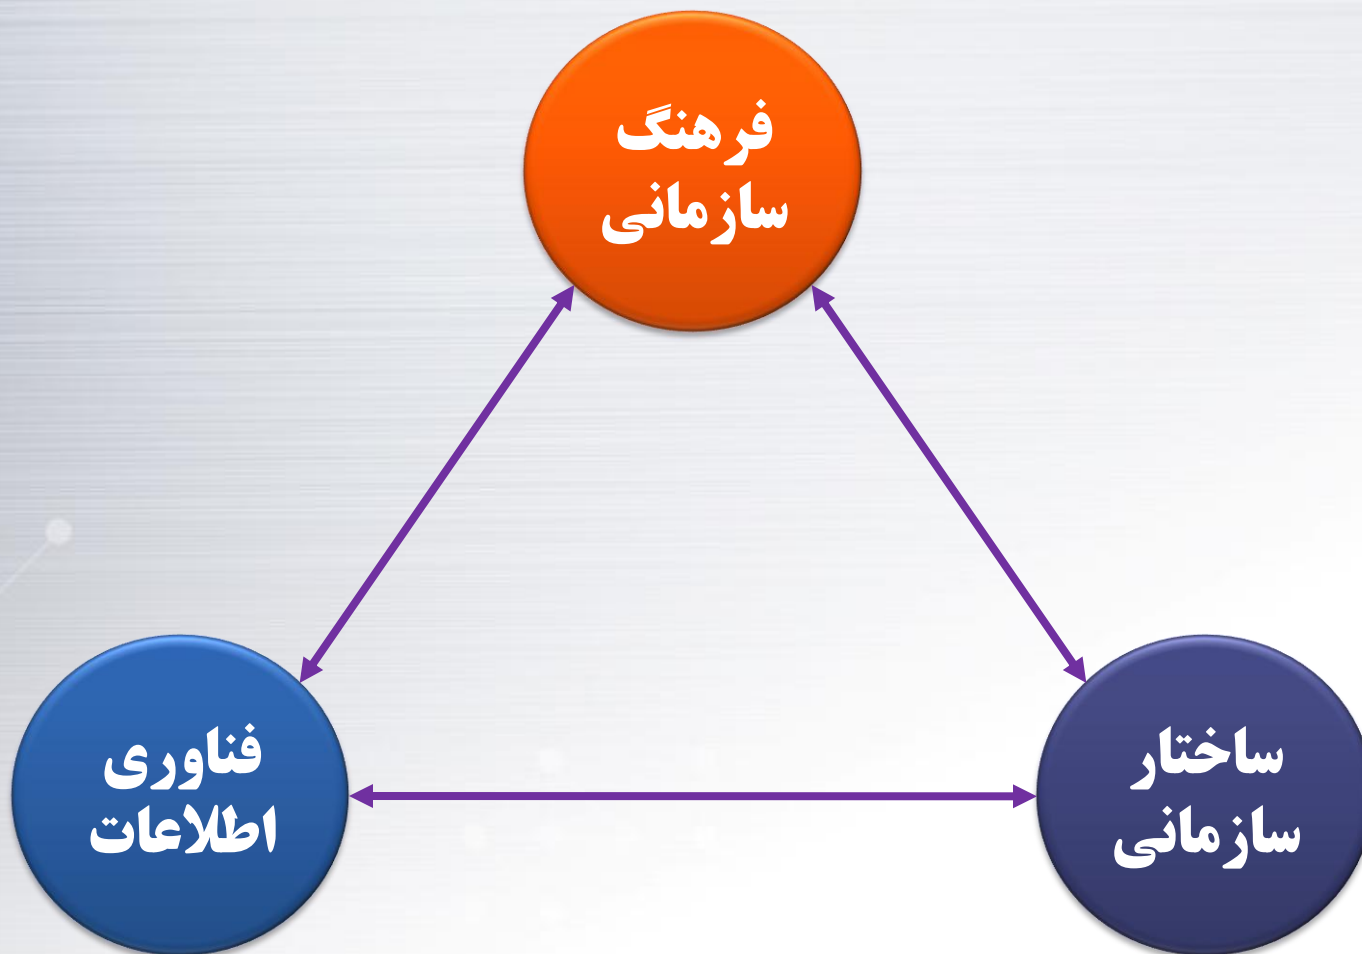 فرهنگ
سازمانی
ساختار
سازمانی
فناوری
اطلاعات